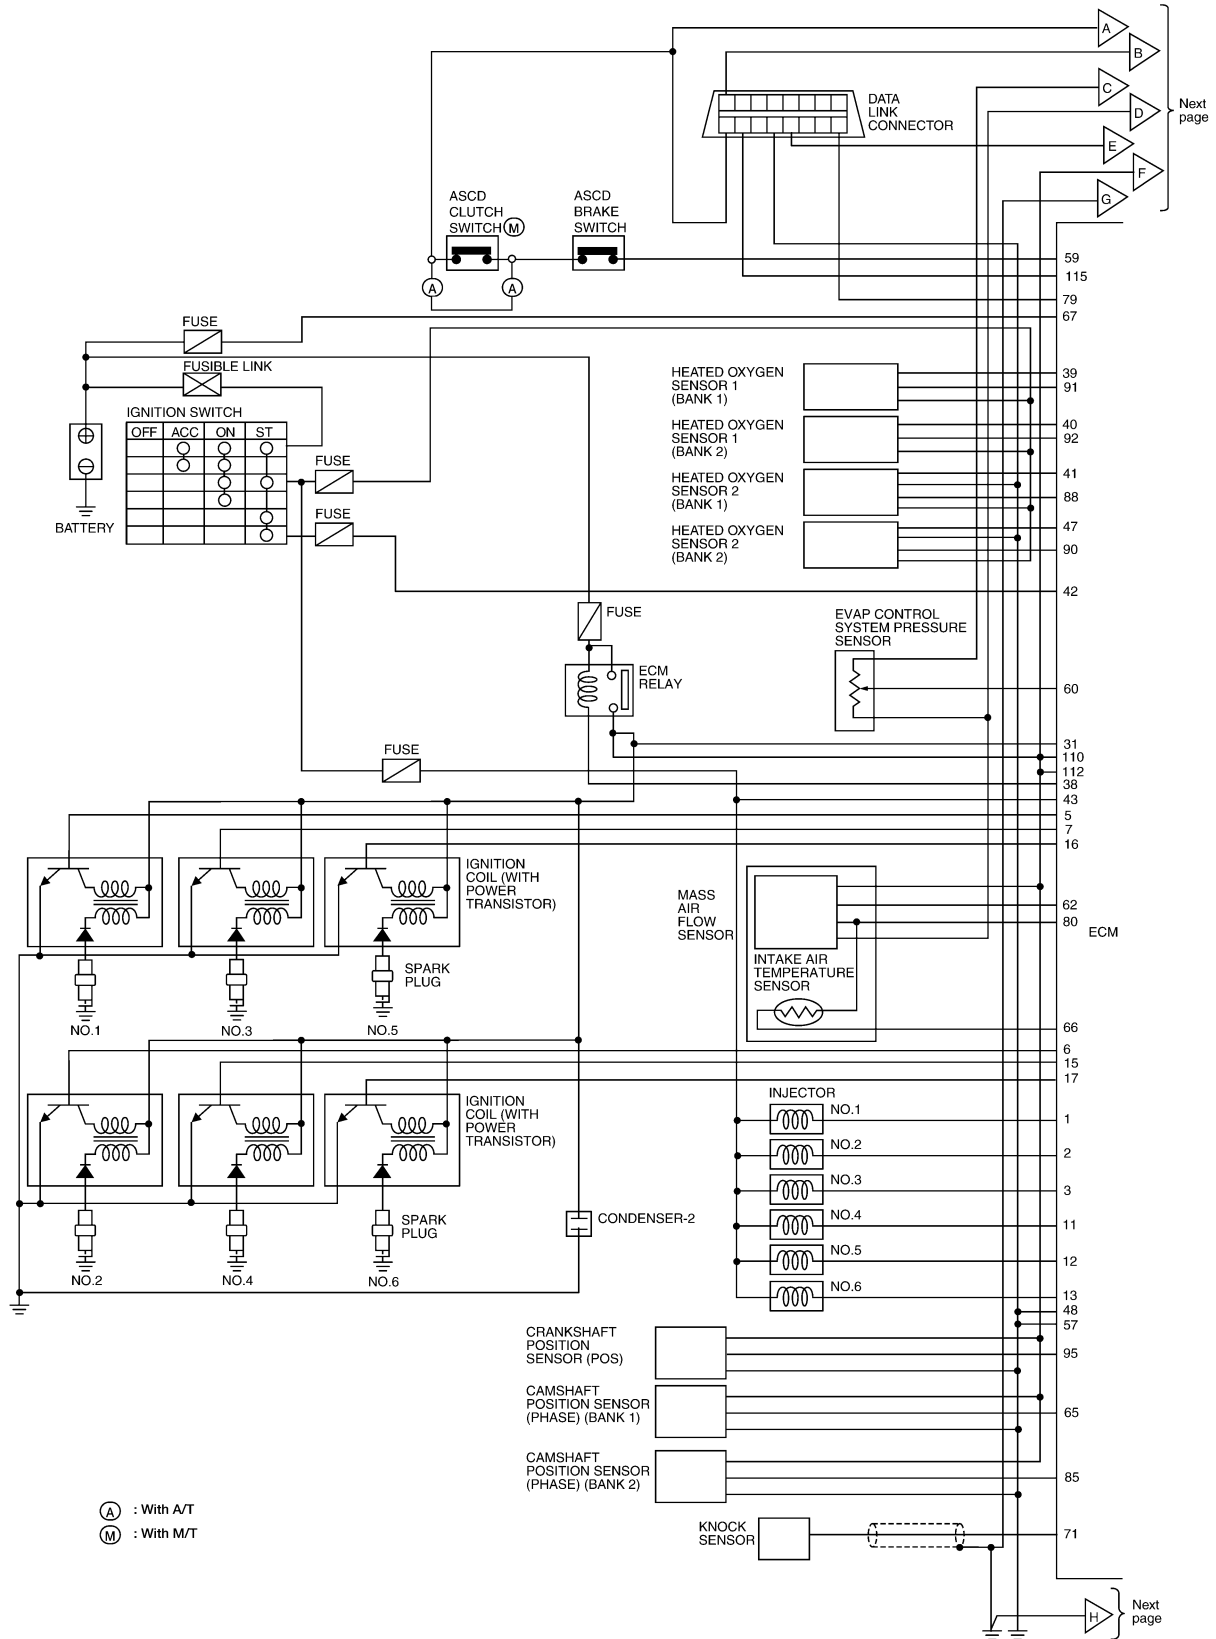 A
B
C
D
Next
page
E
F
G
DATA
LINK
CONNECTOR
ASCD
CLUTCH
SWITCH M
ASCD
BRAKE
SWITCH
A
A
59
115
79
67
FUSE
FUSIBLE LINK
IGNITION SWITCH
OFF ACC ON ST
FUSE
FUSE
BATTERY
HEATED OXYGEN
SENSOR 1
(BANK 1)
39
91
HEATED OXYGEN
SENSOR 1
(BANK 2)
40
92
HEATED OXYGEN
SENSOR 2
(BANK 1)
41
88
HEATED OXYGEN
SENSOR 2
(BANK 2)
47
90
42
FUSE
EVAP CONTROL
SYSTEM PRESSURE
SENSOR
ECM
RELAY
60
FUSE
31
110
112
38
43
5
7
16
IGNITION
COIL (WITH
POWER
TRANSISTOR)
MASS
AIR
FLOW
SENSOR
62
80
ECM
INTAKE AIR
TEMPERATURE
SENSOR
SPARK
PLUG
NO.1
NO.3
NO.5
66
6
15
17
IGNITION
COIL (WITH
POWER
TRANSISTOR)
INJECTOR
NO.1
1
NO.2
2
NO.3
3
NO.4
11
NO.5
12
NO.6
13
SPARK
PLUG
CONDENSER-2
NO.2
NO.4
NO.6
48
57
CRANKSHAFT
POSITION
SENSOR (POS)
95
CAMSHAFT
POSITION SENSOR
(PHASE) (BANK 1)
65
CAMSHAFT
POSITION SENSOR
(PHASE) (BANK 2)
85
A : With A/T
M : With M/T
KNOCK
SENSOR
71
H
Next
page